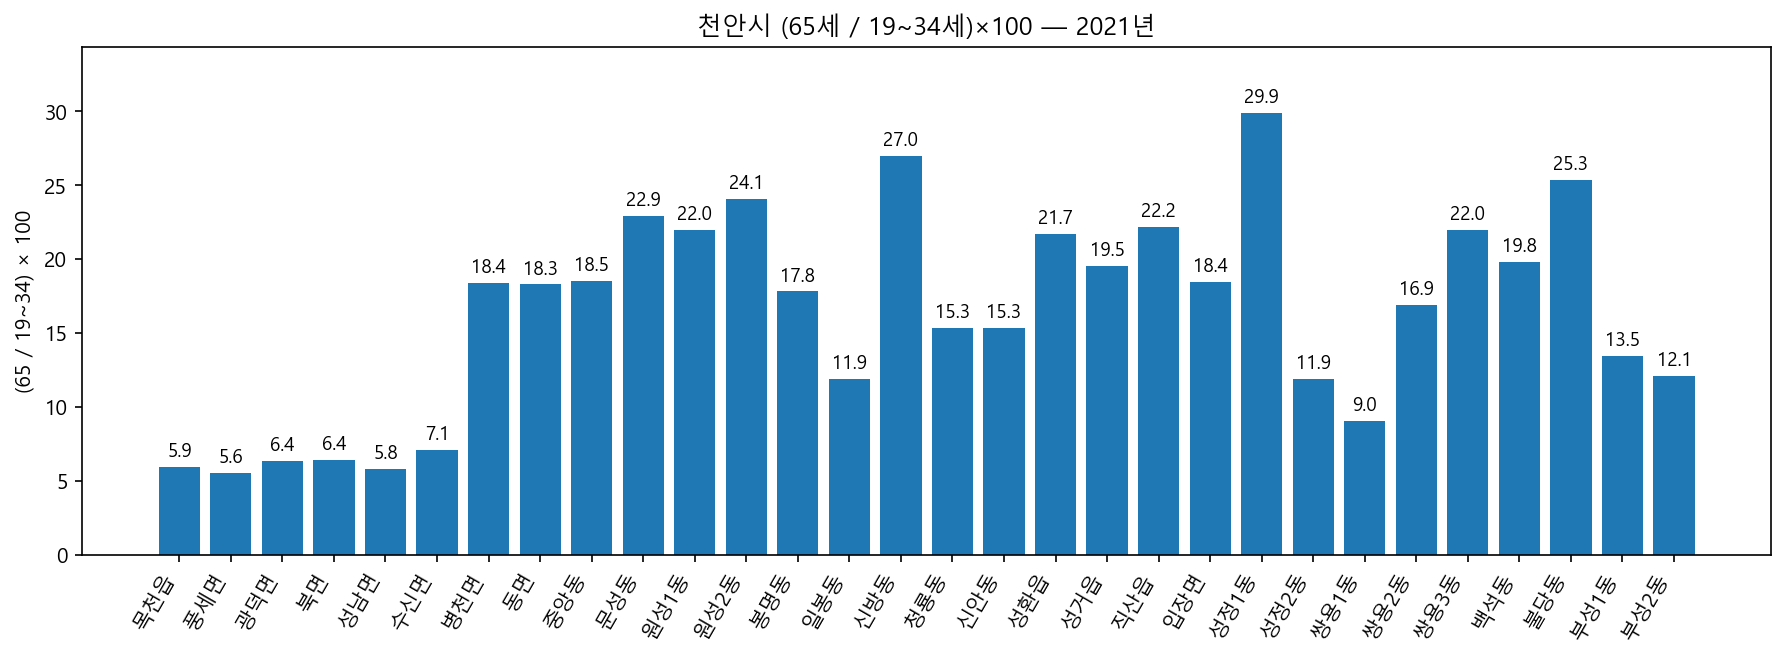 천안시 (65세 / 19~34세)×100 — 2021년
(65 / 19~34) × 100
30
25
20
15
10
5
0
5.9
5.6
6.4
6.4
5.8
7.1
18.4
18.3
18.5
22.9
22.0
24.1
17.8
11.9
27.0
15.3
15.3
21.7
19.5
22.2
18.4
29.9
11.9
9.0
16.9
22.0
19.8
25.3
13.5
12.1
목천읍
풍세면
광덕면
북면
성남면
수신면
병천면
동면
중앙동
문성동
원성1동
원성2동
봉명동
일봉동
신방동
청룡동
신안동
성환읍
성거읍
직산읍
입장면
성정1동
성정2동
쌍용1동
쌍용2동
쌍용3동
백석동
불당동
부성1동
부성2동